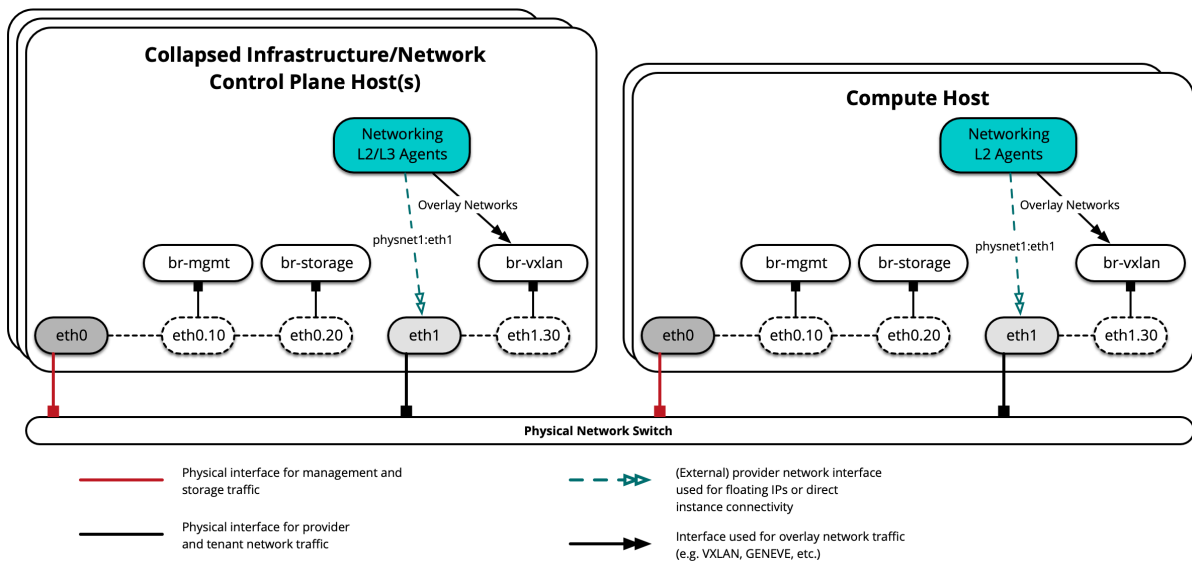 Collapsed Infrastructure/Network
Control Plane Host(s)
Networking
L2/L3 Agents
Overlay Networks
physnet1:eth1
br-mgmt
br-storage
br-vxlan
eth0
eth0.10
eth0.20
eth1
eth1.30
Compute Host
Networking
L2 Agents
Overlay Networks
physnet1:eth1
br-mgmt
br-storage
br-vxlan
eth0
eth0.10
eth0.20
eth1
eth1.30
Physical Network Switch
Physical interface for management and
storage traffic
Physical interface for provider
and tenant network traffic
(External) provider network interface
used for floating IPs or direct
instance connectivity
Interface used for overlay network traffic
(e.g. VXLAN, GENEVE, etc.)